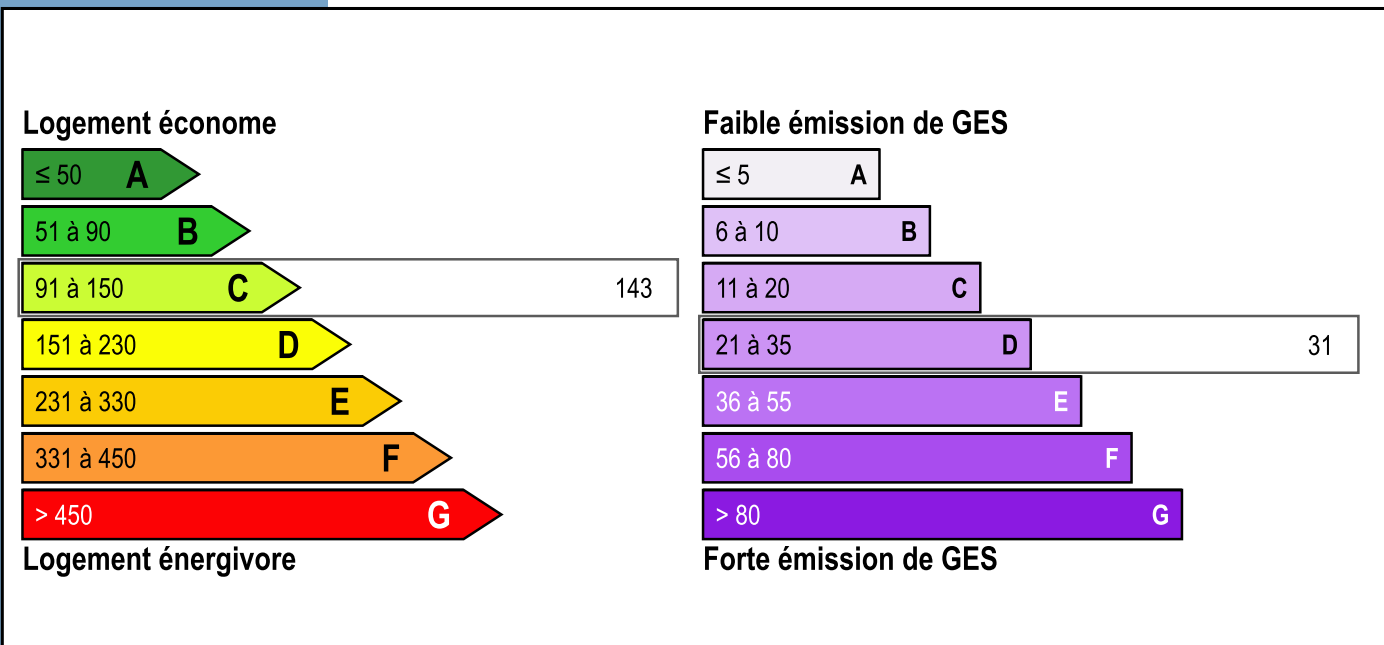 Logement économe
≤ 50 A
51 à 90 B
91 à 150 C 143
151 à 230 D
231 à 330 E
331 à 450 F
> 450 G
Logement énergivore
Faible émission de GES
≤ 5 A
6 à 10 B
11 à 20 C
21 à 35 D 31
36 à 55 E
56 à 80 F
> 80 G
Forte émission de GES